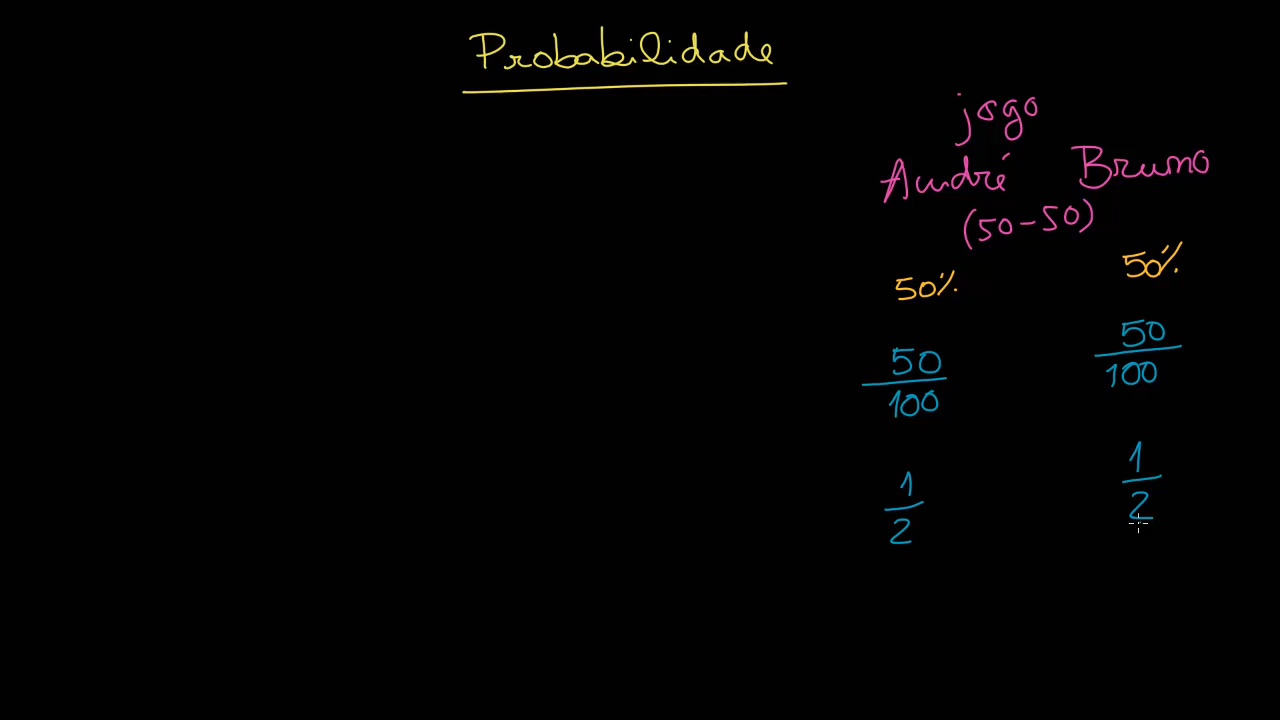 Probabilidade
jogo
André Bruno
(50-50)
50% 50%
50/100 50/100
1/2 1/2